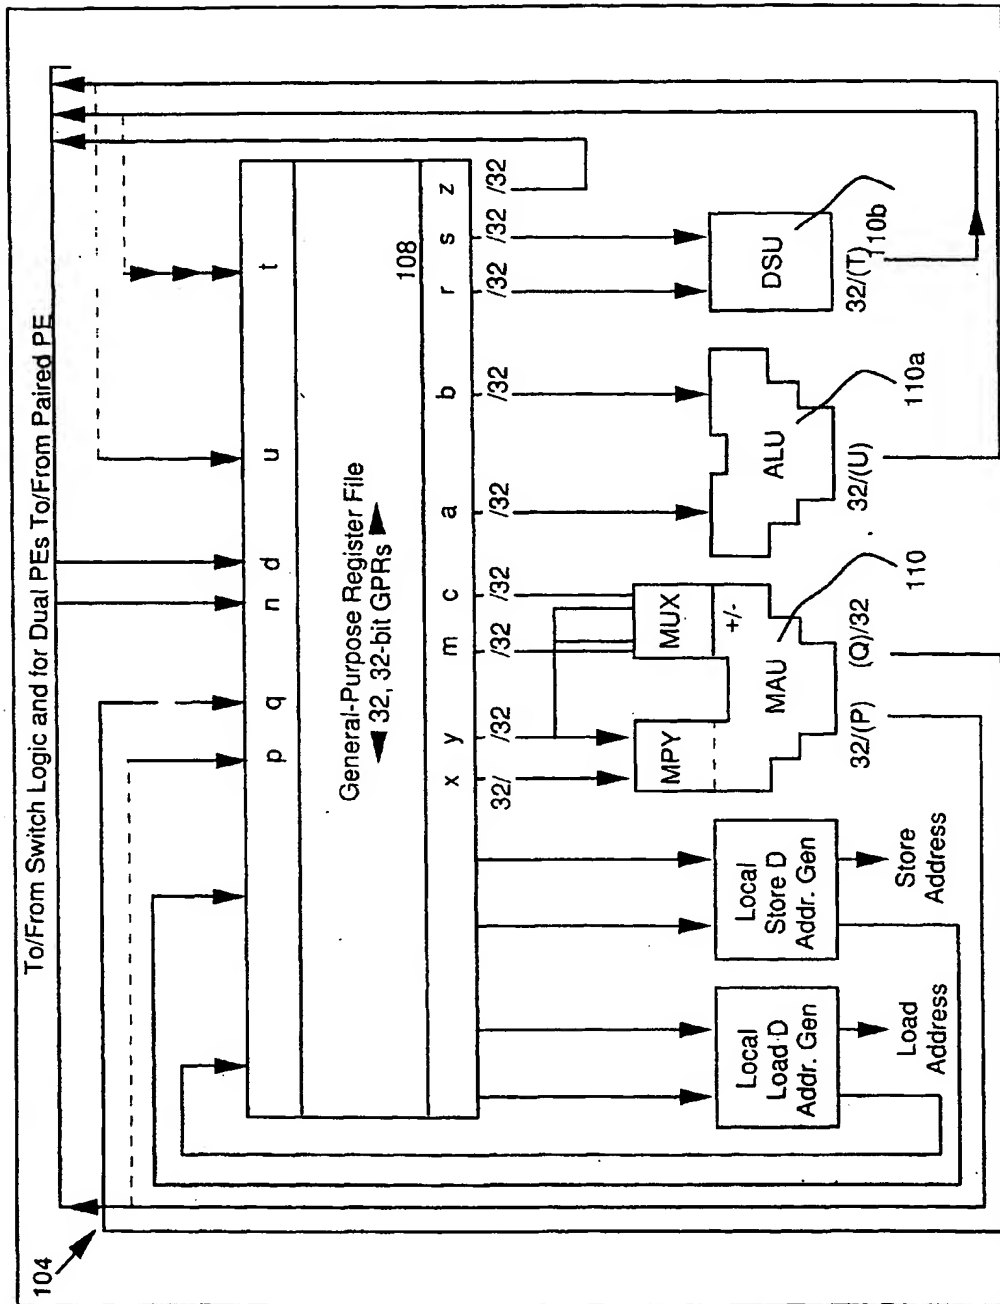 104
To/From Switch Logic and for Dual PEs To/From Paired PE
p q n d u t
General-Purpose Register File
32, 32-bit GPRs
108
x y m c a b r s z
32/ /32 /32 /32 /32 /32 /32 /32 /32
Local
Load D
Addr. Gen
Load
Address
Local
Store D
Addr. Gen
Store
Address
MPY
MUX
+/-
MAU
32/(P)
(Q)/32
110
ALU
32/(U)
110a
DSU
32/(T)
110b